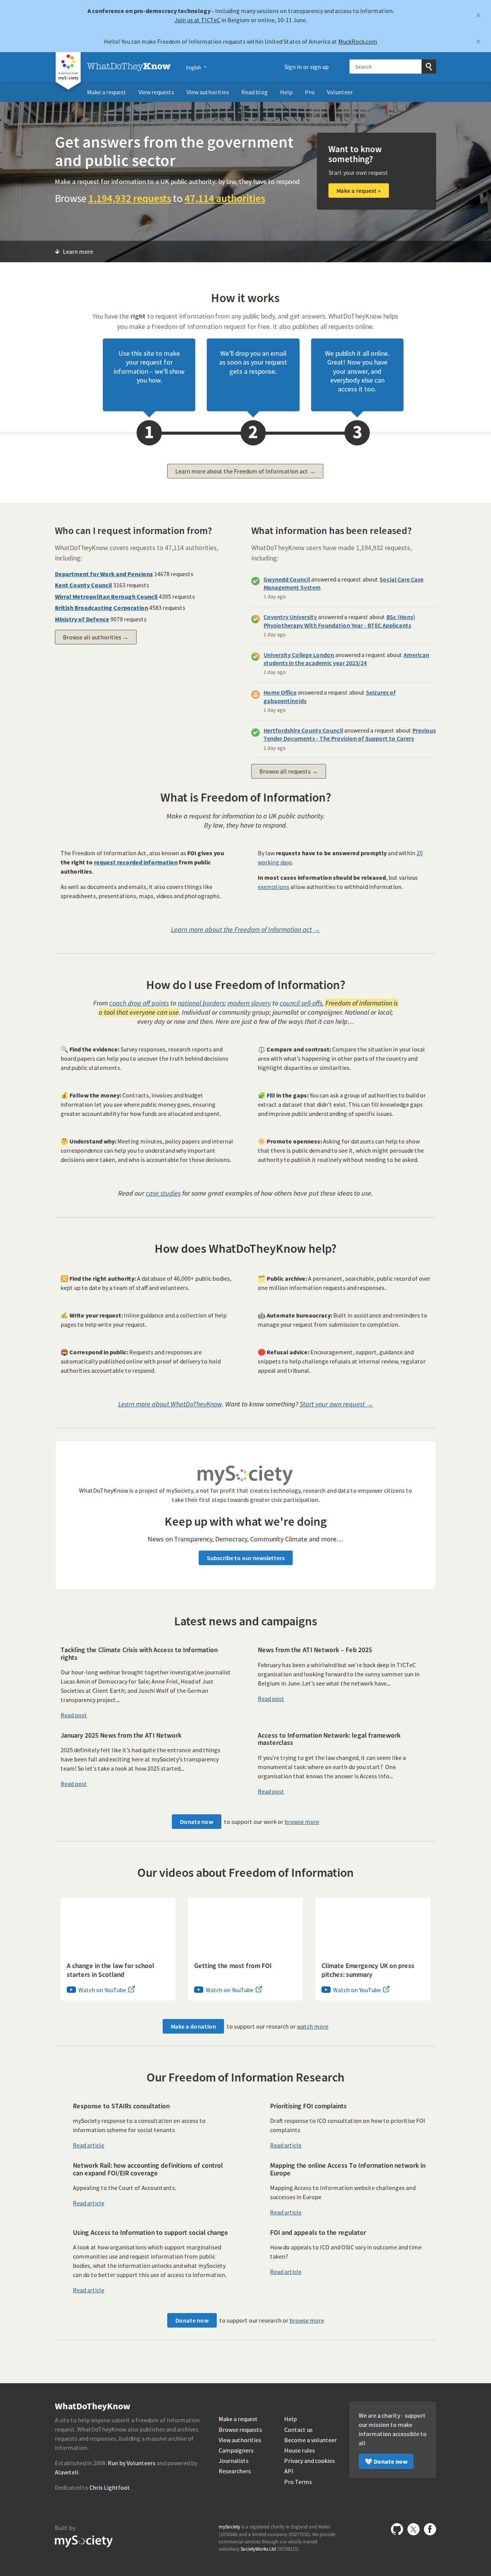 A conference on pro-democracy technology - Including many sessions on transparency and access to information.
Join us at TICTeC in Belgium or online, 10-11 June.
×
Hello! You can make Freedom of Information requests within United States of America at MuckRock.com
×
A service from
mySociety
WhatDoTheyKnow
English
Sign in or sign up
Search
Make a request
View requests
View authorities
Read blog
Help
Pro
Volunteer
Get answers from the government
and public sector
Make a request for information to a UK public authority: by law, they have to respond
Browse 1,194,932 requests to 47,114 authorities
Want to know
something?
Start your own request
Make a request »
Learn more
How it works
You have the right to request information from any public body, and get answers. WhatDoTheyKnow helps
you make a Freedom of Information request for free. It also publishes all requests online.
Use this site to make
your request for
information – we'll show
you how.
We'll drop you an email
as soon as your request
gets a response.
We publish it all online.
Great! Now you have
your answer, and
everybody else can
access it too.
1
2
3
Learn more about the Freedom of Information act →
Who can I request information from?
WhatDoTheyKnow covers requests to 47,114 authorities,
including:
Department for Work and Pensions 14678 requests
Kent County Council 3163 requests
Wirral Metropolitan Borough Council 4395 requests
British Broadcasting Corporation 4583 requests
Ministry of Defence 9079 requests
Browse all authorities →
What information has been released?
WhatDoTheyKnow users have made 1,194,932 requests,
including:
Gwynedd Council answered a request about Social Care Case
Management System
1 day ago
Coventry University answered a request about BSc (Hons)
Physiotherapy With Foundation Year - BTEC Applicants
1 day ago
University College London answered a request about American
students in the academic year 2023/24
1 day ago
Home Office answered a request about Seizures of
gabapentinoids
1 day ago
Hertfordshire County Council answered a request about Previous
Tender Documents - The Provision of Support to Carers
1 day ago
Browse all requests →
What is Freedom of Information?
Make a request for information to a UK public authority.
By law, they have to respond.
The Freedom of Information Act, also known as FOI gives you
the right to request recorded information from public
authorities.
As well as documents and emails, it also covers things like
spreadsheets, presentations, maps, videos and photographs.
By law requests have to be answered promptly and within 20
working days.
In most cases information should be released, but various
exemptions allow authorities to withhold information.
Learn more about the Freedom of Information act →
How do I use Freedom of Information?
From coach drop off points to national borders; modern slavery to council sell-offs, Freedom of Information is
a tool that everyone can use. Individual or community group; journalist or campaigner. National or local;
every day or now and then. Here are just a few of the ways that it can help…
🔍 Find the evidence: Survey responses, research reports and
board papers can help you to uncover the truth behind decisions
and public statements.
⚖️ Compare and contrast: Compare the situation in your local
area with what's happening in other parts of the country and
highlight disparities or similarities.
💰 Follow the money: Contracts, invoices and budget
information let you see where public money goes, ensuring
greater accountability for how funds are allocated and spent.
🧩 Fill in the gaps: You can ask a group of authorities to build or
extract a dataset that didn't exist. This can fill knowledge gaps
and improve public understanding of specific issues.
🤔 Understand why: Meeting minutes, policy papers and internal
correspondence can help you to understand why important
decisions were taken, and who is accountable for those decisions.
☀️ Promote openness: Asking for datasets can help to show
that there is public demand for it, which might persuade the
authority to publish it routinely without needing to be asked.
Read our case studies for some great examples of how others have put these ideas to use.
How does WhatDoTheyKnow help?
🔀 Find the right authority: A database of 46,000+ public bodies,
kept up to date by a team of staff and volunteers.
🗂️ Public archive: A permanent, searchable, public record of over
one million information requests and responses.
✍️ Write your request: Inline guidance and a collection of help
pages to help write your request.
🤖 Automate bureaucracy: Built in assistance and reminders to
manage your request from submission to completion.
📯 Correspond in public: Requests and responses are
automatically published online with proof of delivery to hold
authorities accountable to respond.
🛑 Refusal advice: Encouragement, support, guidance and
snippets to help challenge refusals at internal review, regulator
appeal and tribunal.
Learn more about WhatDoTheyKnow. Want to know something? Start your own request →
mySociety
WhatDoTheyKnow is a project of mySociety, a not for profit that creates technology, research and data to empower citizens to
take their first steps towards greater civic participation.
Keep up with what we're doing
News on Transparency, Democracy, Community Climate and more…
Subscribe to our newsletters
Latest news and campaigns
Tackling the Climate Crisis with Access to Information
rights
Our hour-long webinar brought together investigative journalist
Lucas Amin of Democracy for Sale; Anne Friel, Head of Just
Societies at Client Earth; and Joschi Wolf of the German
transparency project...
Read post
News from the ATI Network – Feb 2025
February has been a whirlwind but we're back deep in TICTeC
organisation and looking forward to the sunny summer sun in
Belgium in June. Let's see what the network have...
Read post
January 2025 News from the ATI Network
2025 definitely felt like it's had quite the entrance and things
have been full and exciting here at mySociety's transparency
team! So let's take a look at how 2025 started...
Read post
Access to Information Network: legal framework
masterclass
If you're trying to get the law changed, it can seem like a
monumental task: where on earth do you start? One
organisation that knows the answer is Access Info...
Read post
Donate now to support our work or browse more
Our videos about Freedom of Information
A change in the law for school
starters in Scotland
Watch on YouTube
Getting the most from FOI
Watch on YouTube
Climate Emergency UK on press
pitches: summary
Watch on YouTube
Make a donation to support our research or watch more
Our Freedom of Information Research
Response to STAIRs consultation
mySociety response to a consultation on access to
information scheme for social tenants
Read article
Prioritising FOI complaints
Draft response to ICO consultation on how to prioritise FOI
complaints
Read article
Network Rail: how accounting definitions of control
can expand FOI/EIR coverage
Appealing to the Court of Accountants.
Read article
Mapping the online Access To Information network in
Europe
Mapping Access to Information website challenges and
successes in Europe
Read article
Using Access to Information to support social change
A look at how organisations which support marginalised
communities use and request information from public
bodies, what the information unlocks and what mySociety
can do to better support this use of access to information.
Read article
FOI and appeals to the regulator
How do appeals to ICO and OSIC vary in outcome and time
taken?
Read article
Donate now to support our research or browse more
WhatDoTheyKnow
A site to help anyone submit a Freedom of Information
request. WhatDoTheyKnow also publishes and archives
requests and responses, building a massive archive of
information.
Established in 2008. Run by Volunteers and powered by
Alaveteli.
Dedicated to Chris Lightfoot.
Make a request
Browse requests
View authorities
Campaigners
Journalists
Researchers
Help
Contact us
Become a volunteer
House rules
Privacy and cookies
API
Pro Terms
We are a charity - support
our mission to make
information accessible to
all
🤍 Donate now
Built by
mySociety
mySociety is a registered charity in England and Wales
(1076346) and a limited company (03277032). We provide
commercial services through our wholly owned
subsidiary SocietyWorks Ltd (05798215).